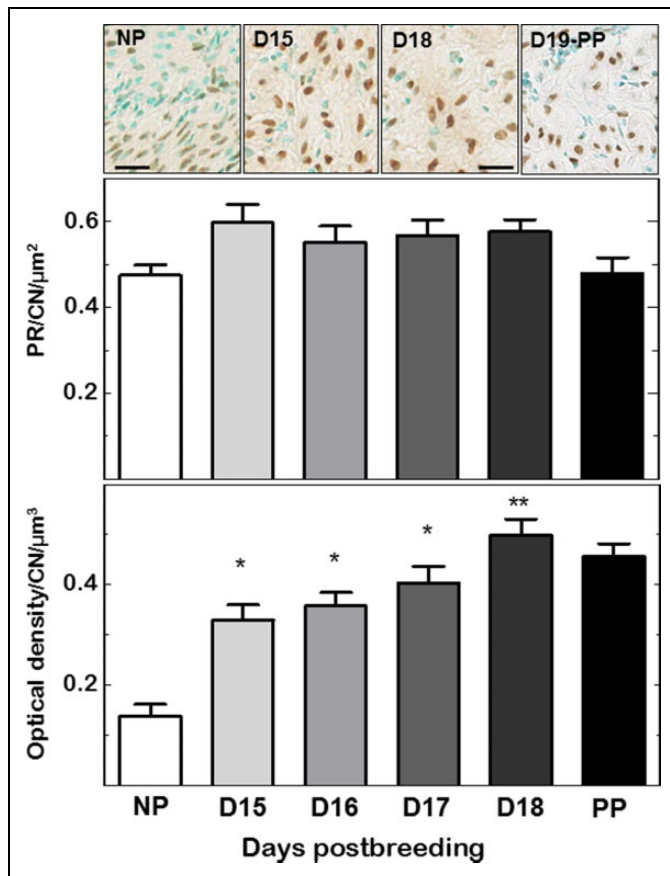 NP
D15
D18
D19-PP
PR/CN/μm²
0.6
0.4
0.2
Optical density/CN/μm³
0.4
0.2
*
*
*
**
NP D15 D16 D17 D18 PP
Days postbreeding